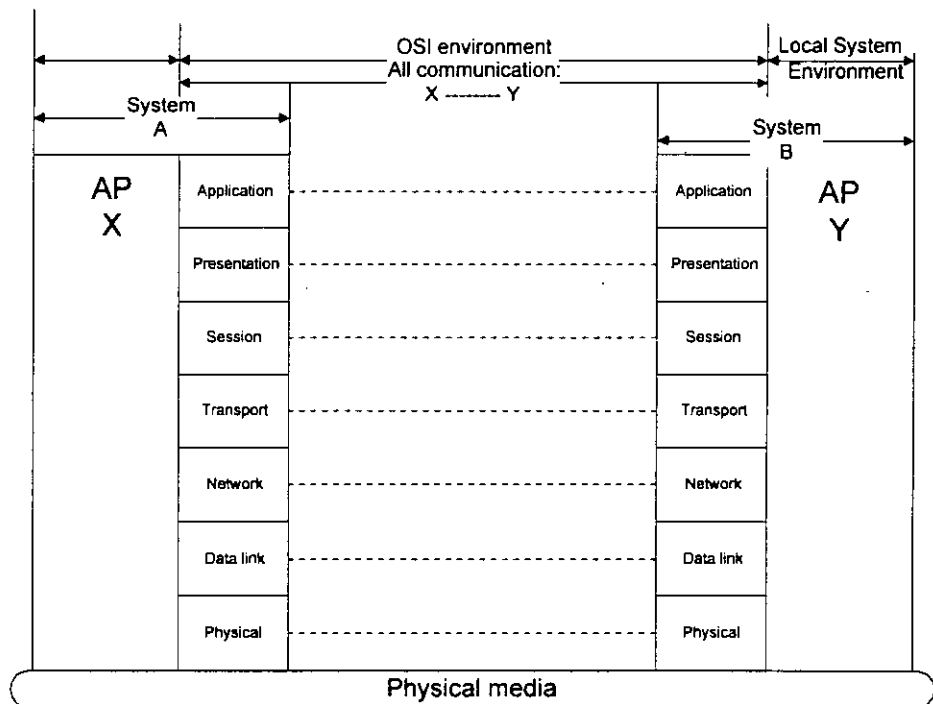 OSI environment
Local System
All communication:
Environment
X ------ Y
System
A
System
B
AP
X
AP
Y
Application
Application
Presentation
Presentation
Session
Session
Transport
Transport
Network
Network
Data link
Data link
Physical
Physical
Physical media